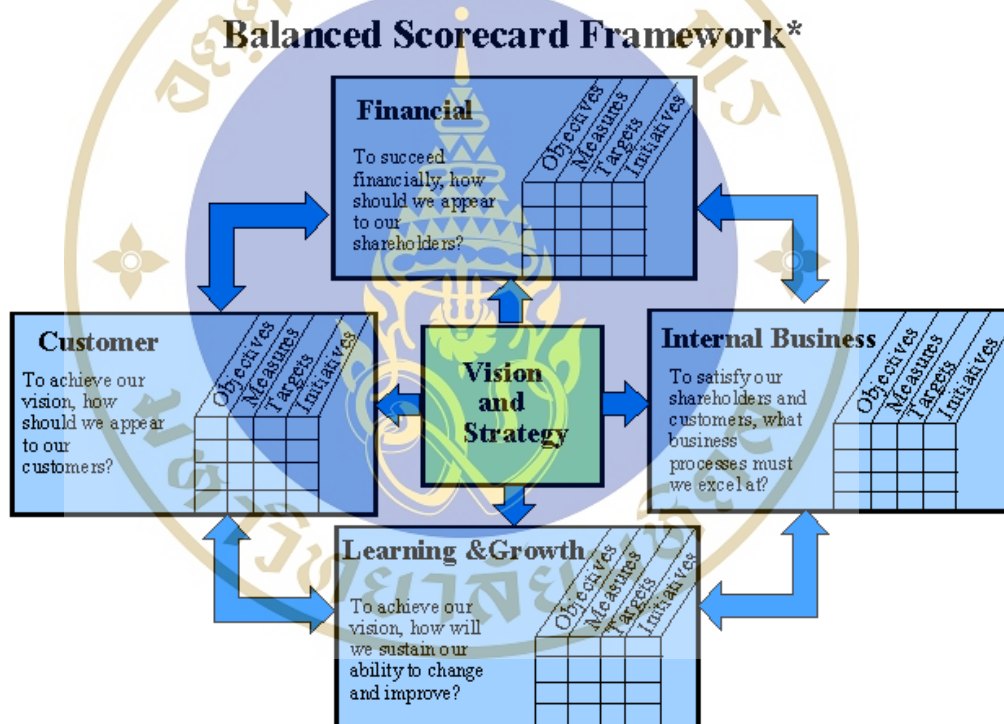 Balanced Scorecard Framework*
Financial
To succeed
financially, how
should we appear
to our
shareholders?
Objectives
Measures
Targets
Initiatives
Customer
To achieve our
vision, how
should we appear
to our
customers?
Objectives
Measures
Targets
Initiatives
Vision
and
Strategy
Internal Business
To satisfy our
shareholders and
customers, what
business
processes must
we excel at?
Objectives
Measures
Targets
Initiatives
Learning &Growth
To achieve our
vision, how will
we sustain our
ability to change
and improve?
Objectives
Measures
Targets
Initiatives